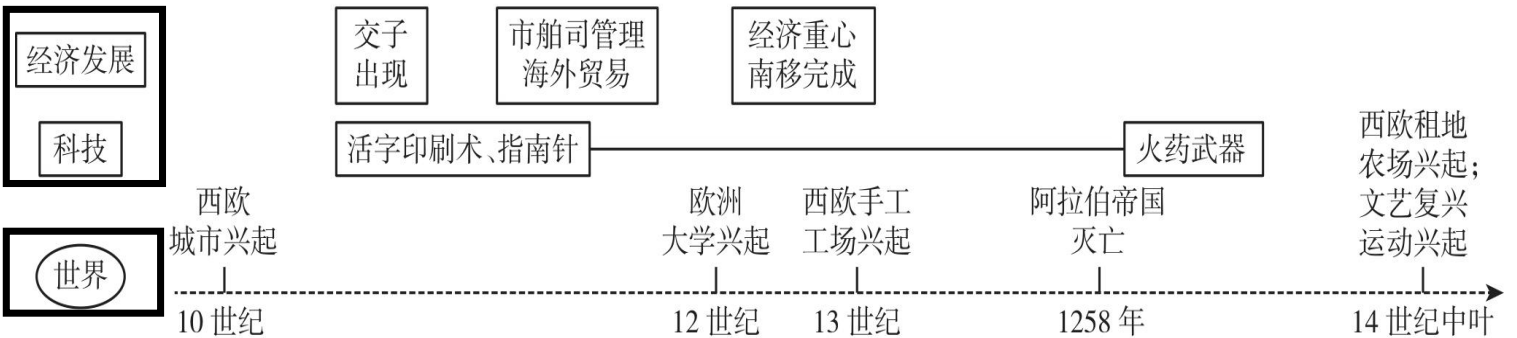 经济发展
交子
出现
市舶司管理
海外贸易
经济重心
南移完成
科技
活字印刷术、指南针
火药武器
西欧租地
农场兴起；
文艺复兴
运动兴起
西欧
城市兴起
欧洲
大学兴起
西欧手工
工场兴起
阿拉伯帝国
灭亡
世界
10世纪
12世纪
13世纪
1258年
14世纪中叶